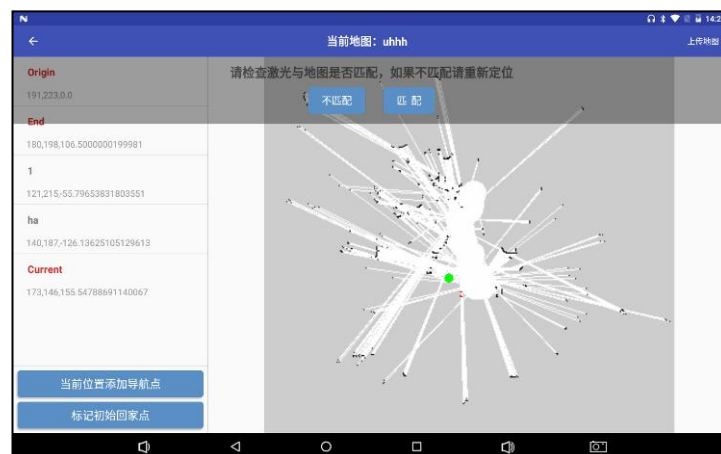 14:2
当前地图：uhhh
上传地图
请检查激光与地图是否匹配，如果不匹配请重新定位
不匹配
匹 配
Origin
191,223,0.0
End
180,198,106.5000000199981
1
121,215,-55.79653831803551
ha
140,187,-126.13625105129613
Current
173,146,155.54788691140067
当前位置添加导航点
标记初始回家点